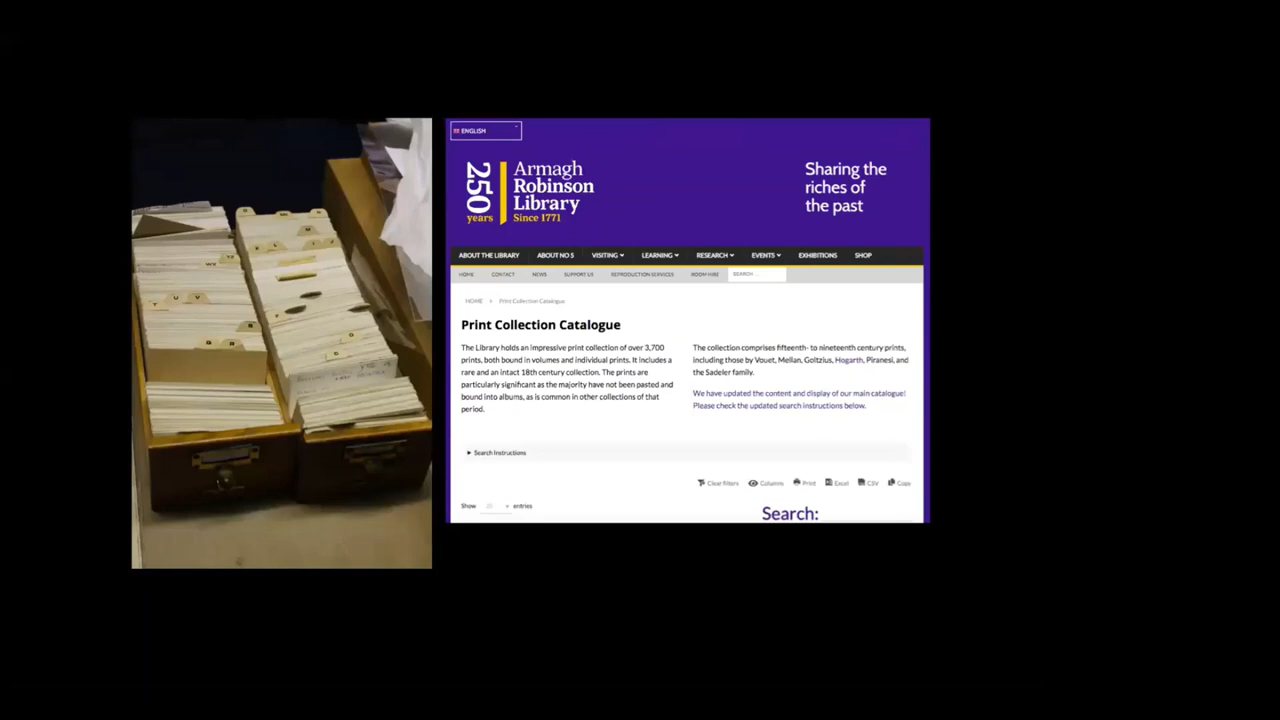 T U V
W X
Y Z
R
Q R
ENGLISH
250
years
Armagh
Robinson
Library
Since 1771
Sharing the
riches of
the past
ABOUT THE LIBRARY ABOUT NO 5 VISITING LEARNING RESEARCH EVENTS EXHIBITIONS SHOP
HOME CONTACT NEWS SUPPORT US REPRODUCTION SERVICES ROOM HIRE SEARCH ...
HOME Print Collection Catalogue
Print Collection Catalogue
The Library holds an impressive print collection of over 3,700
prints, both bound in volumes and individual prints. It includes a
rare and an intact 18th century collection. The prints are
particularly significant as the majority have not been pasted and
bound into albums, as is common in other collections of that
period.
The collection comprises fifteenth- to nineteenth century prints,
including those by Vouet, Mellan, Goltzius, Hogarth, Piranesi, and
the Sadeler family.
We have updated the content and display of our main catalogue!
Please check the updated search instructions below.
Search Instructions
Clear filters Columns Print Excel CSV Copy
Show 20 entries
Search: